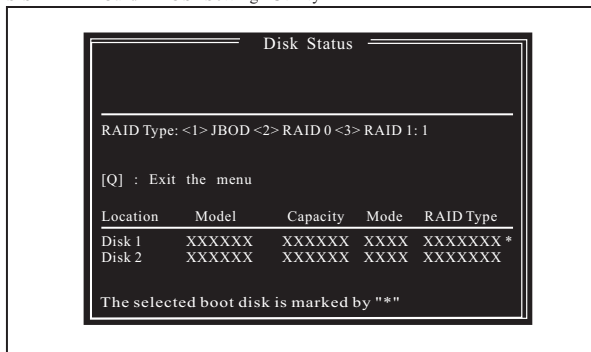 Disk Status
RAID Type: <1> JBOD <2> RAID 0 <3> RAID 1: 1
[Q] : Exit the menu
Location Model Capacity Mode RAID Type
Disk 1 XXXXXX XXXXXX XXXX XXXXXXX *
Disk 2 XXXXXX XXXXXX XXXX XXXXXXX
The selected boot disk is marked by "*"